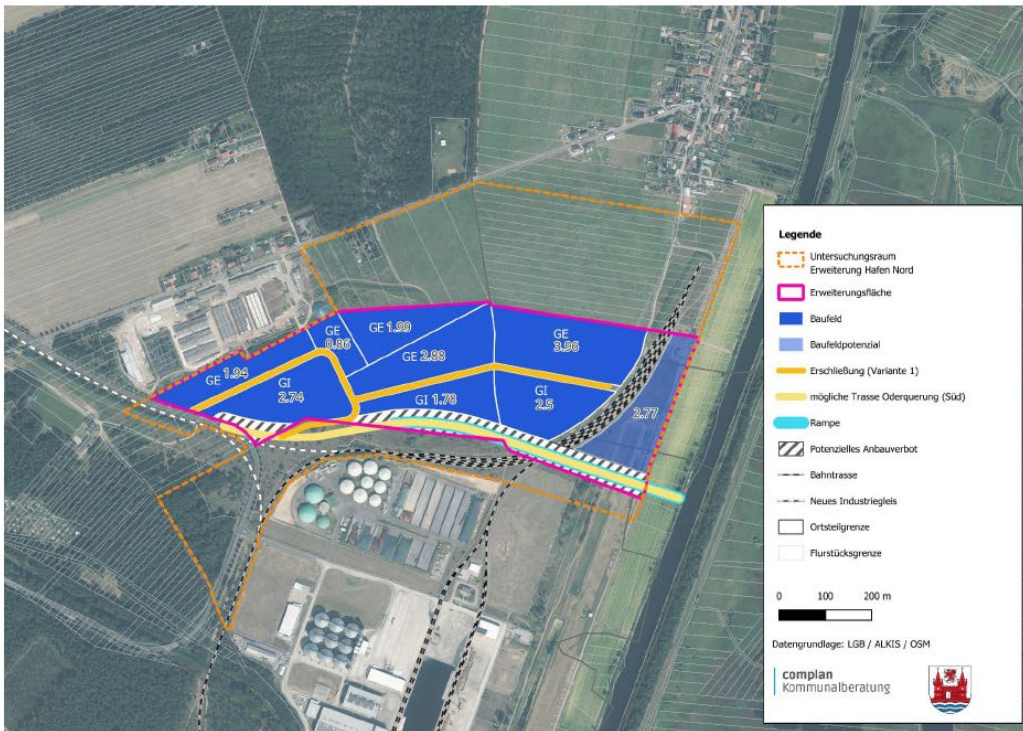 GE 1.99
GE
0.86
GE 2.88
GE
3.96
GE 1.94
GI
2.74
GI 1.78
GI
2.5
2.77
Legende
Untersuchungsraum
Erweiterung Hafen Nord
Erweiterungsfläche
Baufeld
Baufeldpotenzial
Erschließung (Variante 1)
mögliche Trasse Oderquerung (Süd)
Rampe
Potenzielles Anbauverbot
Bahntrasse
Neues Industriegleis
Ortsteilgrenze
Flurstücksgrenze
0 100 200 m
Datengrundlage: LGB / ALKIS / OSM
complan
Kommunalberatung